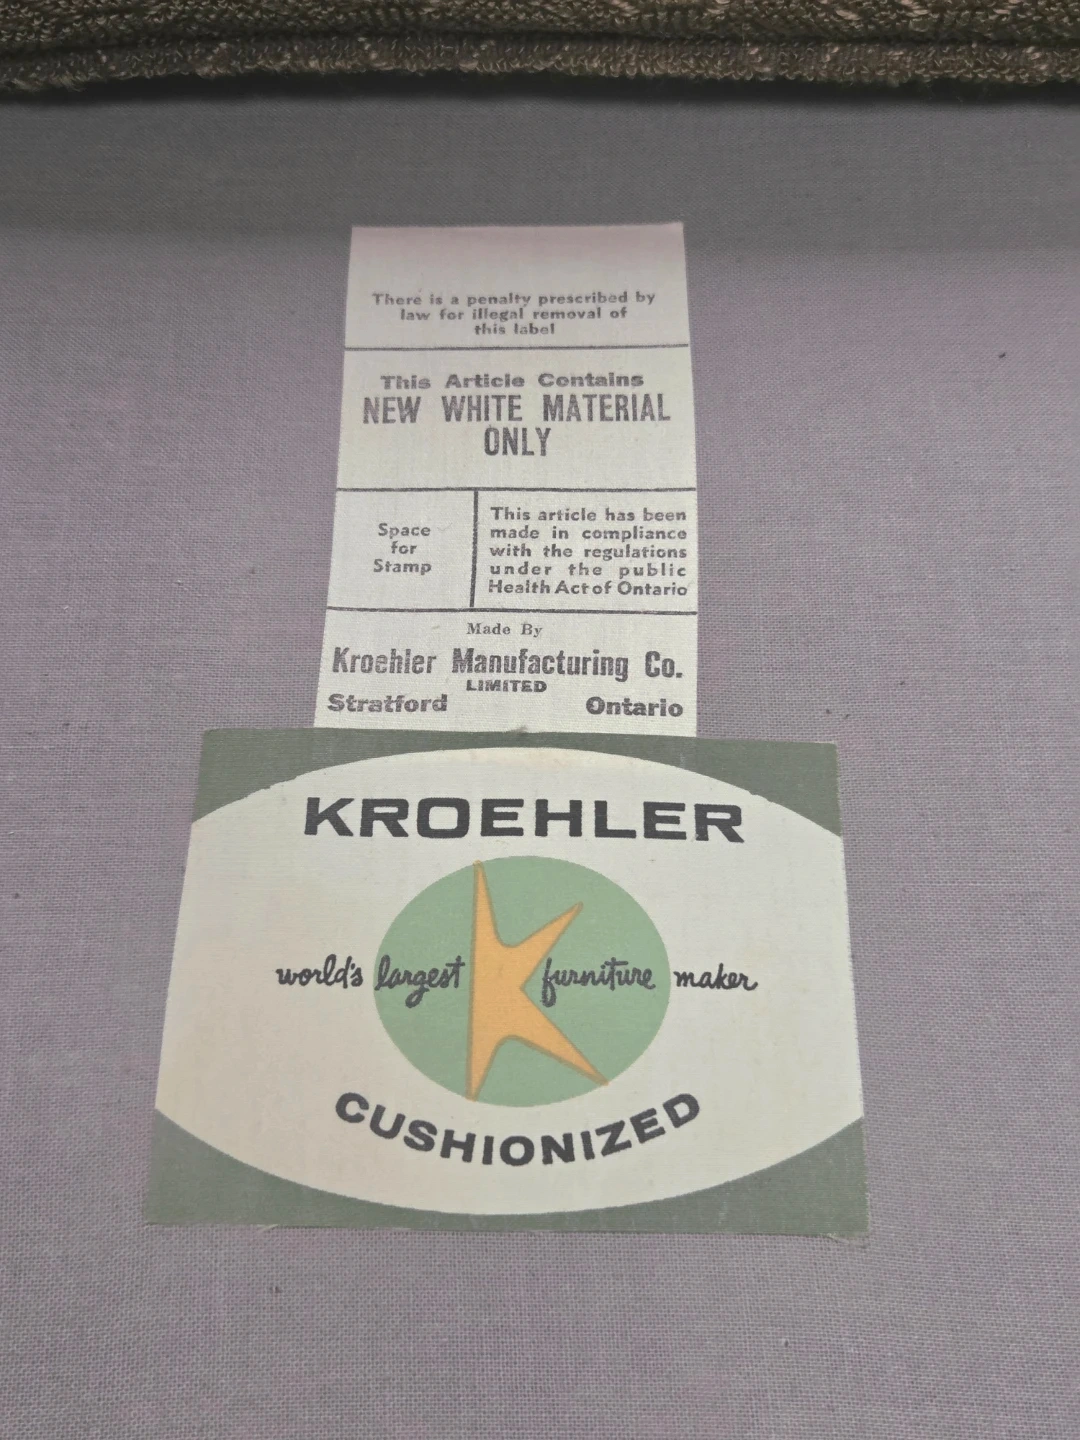 There is a penalty prescribed by
law for illegal removal of
this label
This Article Contains
NEW WHITE MATERIAL
ONLY
Space
for
Stamp
This article has been
made in compliance
with the regulations
under the public
Health Act of Ontario
Made By
Kroehler Manufacturing Co.
LIMITED
Stratford Ontario
KROEHLER
world's largest furniture maker
CUSHIONIZED